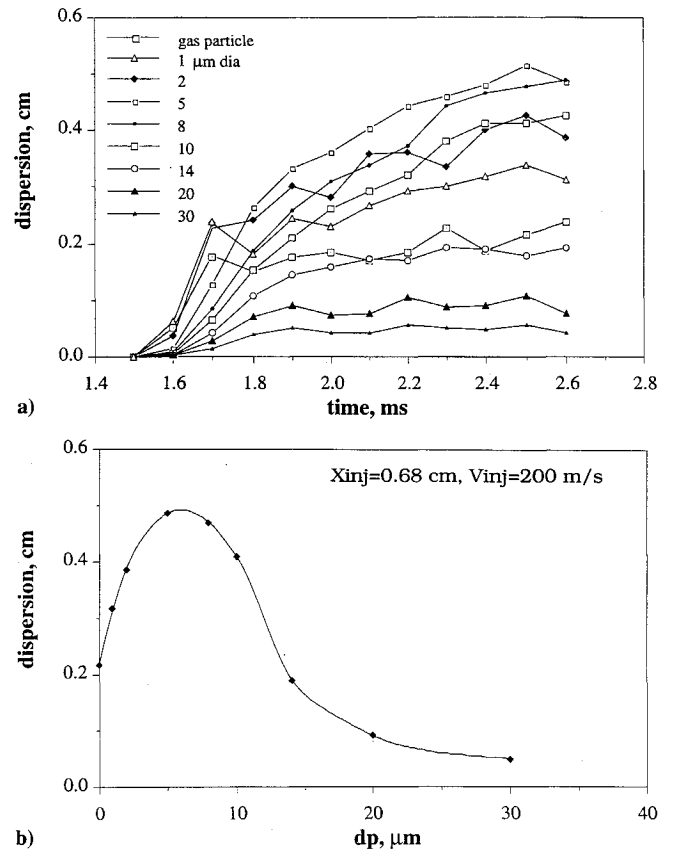 0.6
gas particle
1 μm dia
2
5
8
10
14
20
30
0.4
0.2
0.0
dispersion, cm
1.4 1.6 1.8 2.0 2.2 2.4 2.6 2.8
a)
time, ms
0.6
Xinj=0.68 cm, Vinj=200 m/s
0.4
0.2
0.0
dispersion, cm
0 10 20 30 40
b)
dp, μm